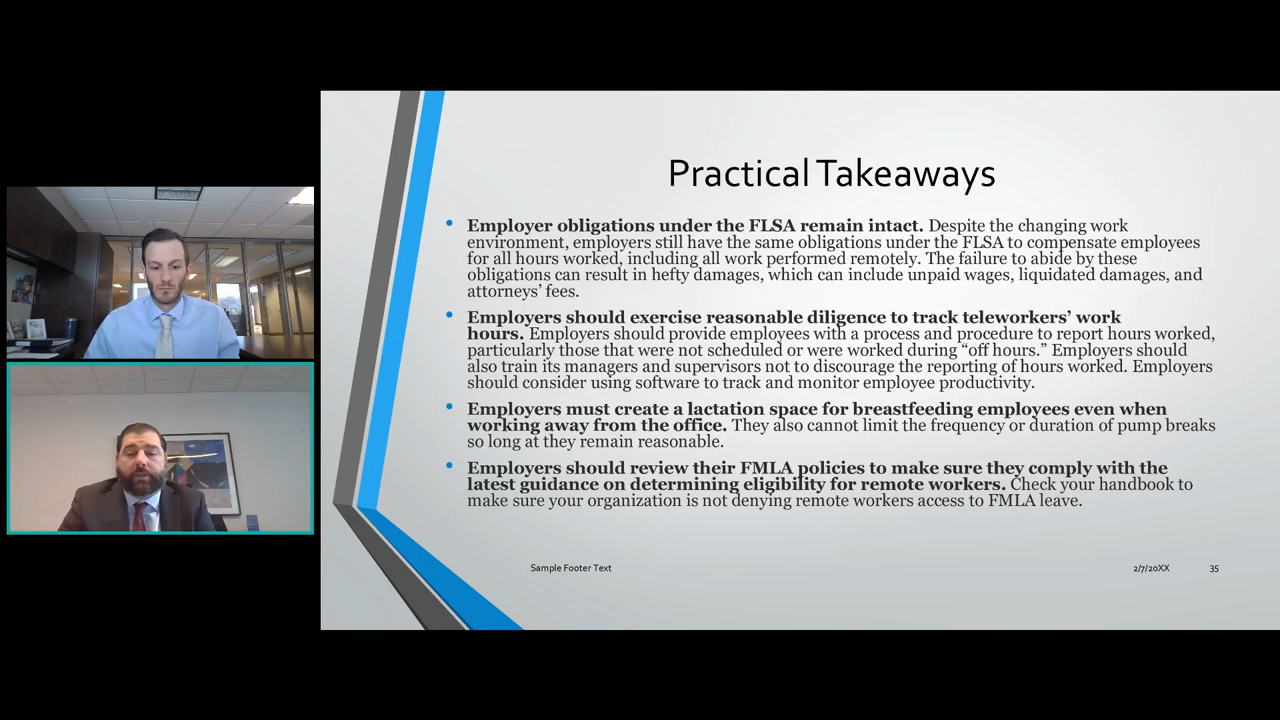 Practical Takeaways
• Employer obligations under the FLSA remain intact. Despite the changing work
environment, employers still have the same obligations under the FLSA to compensate employees
for all hours worked, including all work performed remotely. The failure to abide by these
obligations can result in hefty damages, which can include unpaid wages, liquidated damages, and
attorneys’ fees.
• Employers should exercise reasonable diligence to track teleworkers’ work
hours. Employers should provide employees with a process and procedure to report hours worked,
particularly those that were not scheduled or were worked during “off hours.” Employers should
also train its managers and supervisors not to discourage the reporting of hours worked. Employers
should consider using software to track and monitor employee productivity.
• Employers must create a lactation space for breastfeeding employees even when
working away from the office. They also cannot limit the frequency or duration of pump breaks
so long at they remain reasonable.
• Employers should review their FMLA policies to make sure they comply with the
latest guidance on determining eligibility for remote workers. Check your handbook to
make sure your organization is not denying remote workers access to FMLA leave.
Sample Footer Text
2/7/20XX
35